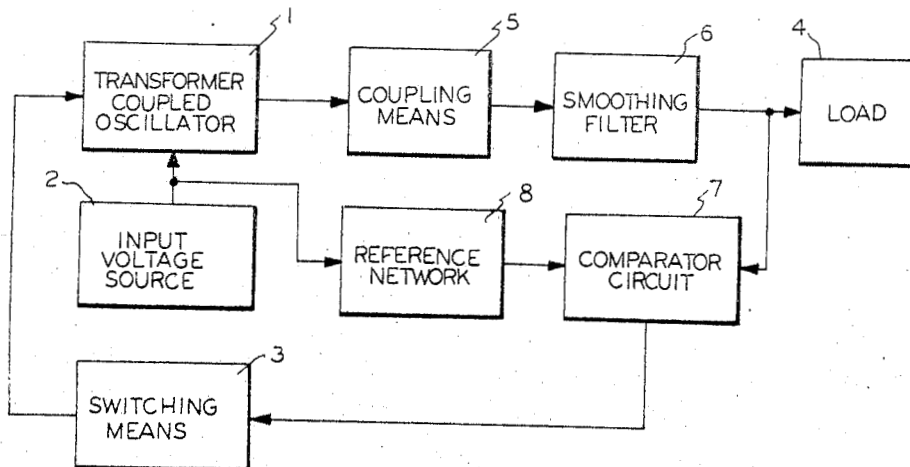 1
TRANSFORMER
COUPLED
OSCILLATOR
5
COUPLING
MEANS
6
SMOOTHING
FILTER
4
LOAD
2
INPUT
VOLTAGE
SOURCE
8
REFERENCE
NETWORK
7
COMPARATOR
CIRCUIT
3
SWITCHING
MEANS